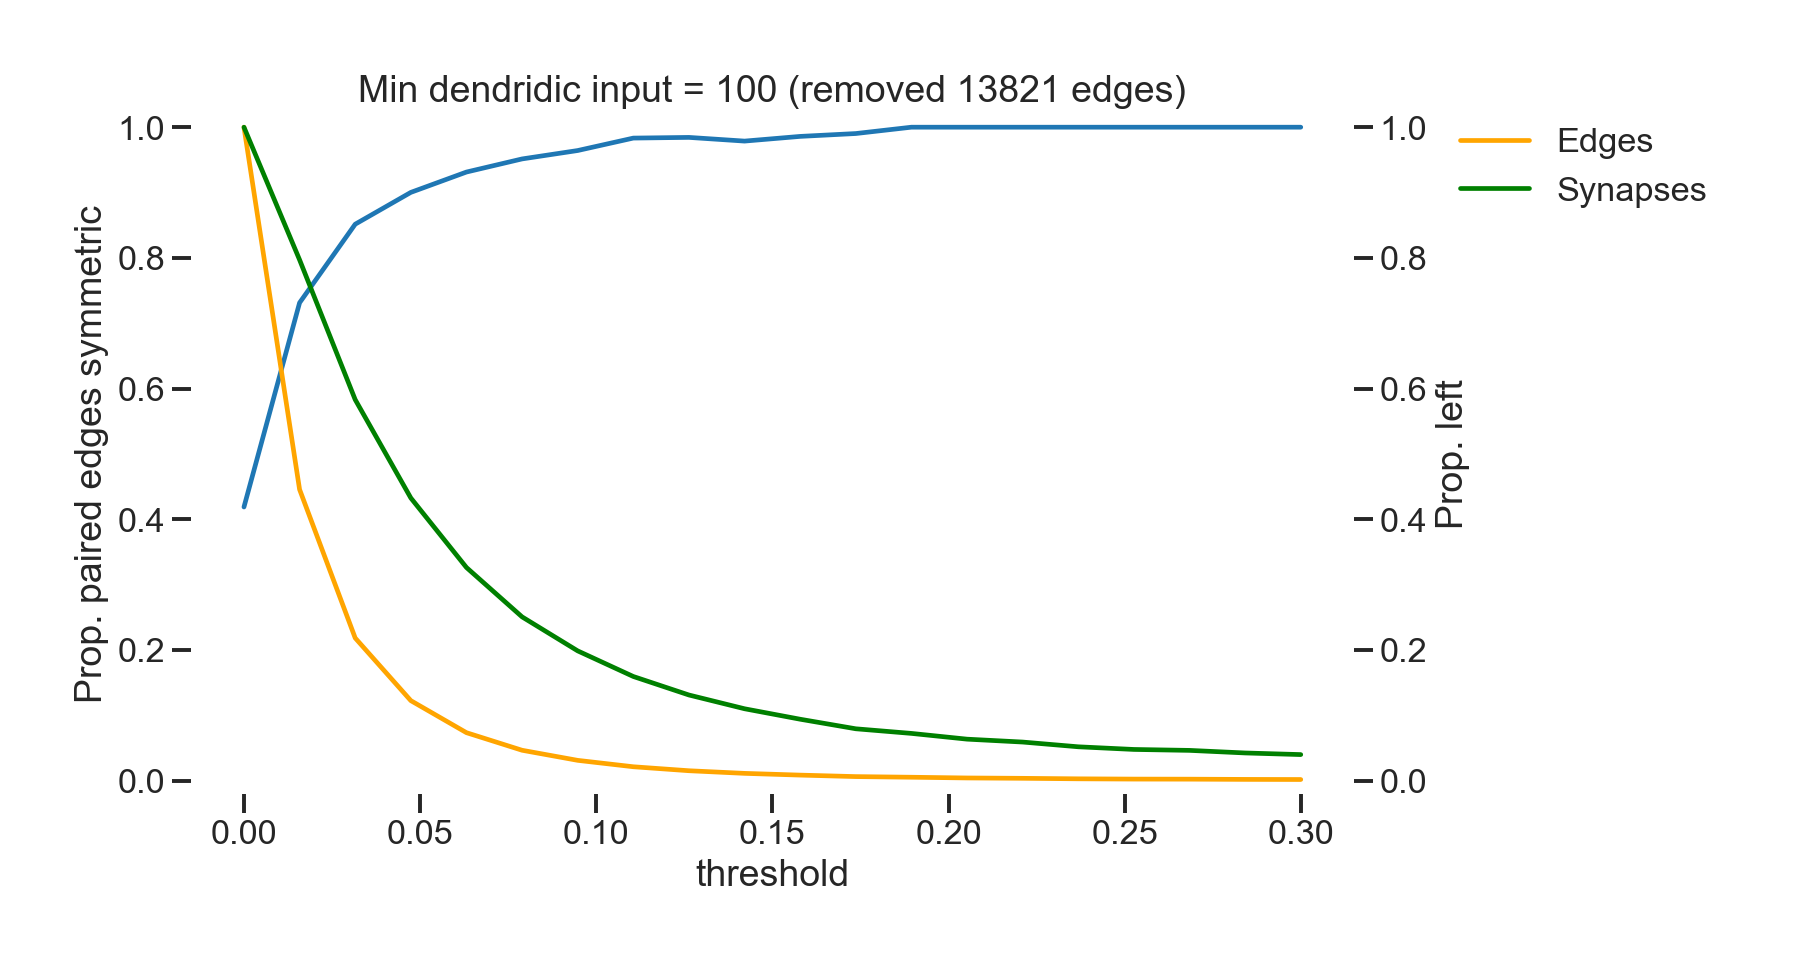 Min dendridic input = 100 (removed 13821 edges)
Prop. paired edges symmetric
1.0
0.8
0.6
0.4
0.2
0.0
1.0
0.8
0.6
0.4
0.2
0.0
Prop. left
Edges
Synapses
0.00 0.05 0.10 0.15 0.20 0.25 0.30
threshold